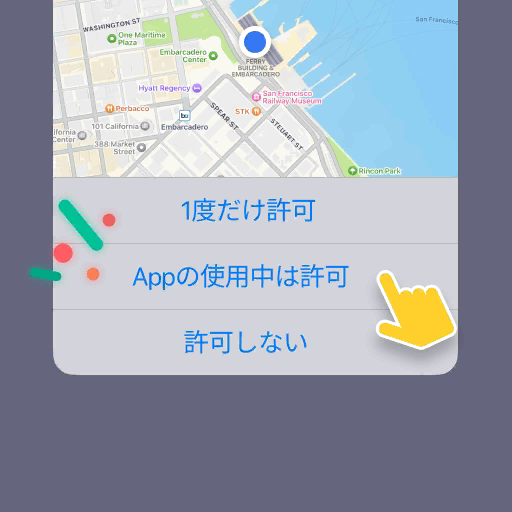 WASHINGTON ST
San Francisco
One Maritime
Plaza
Embarcadero
Center
FERRY
BUILDING &
EMBARCADERO
Hyatt Regency
San Francisco
Railway Museum
Perbacco
STK
101 California
Embarcadero
SPEAR ST
STEUART ST
ifornia
Center
388 Market
Street
Rincon Park
1度だけ許可
Appの使用中は許可
許可しない